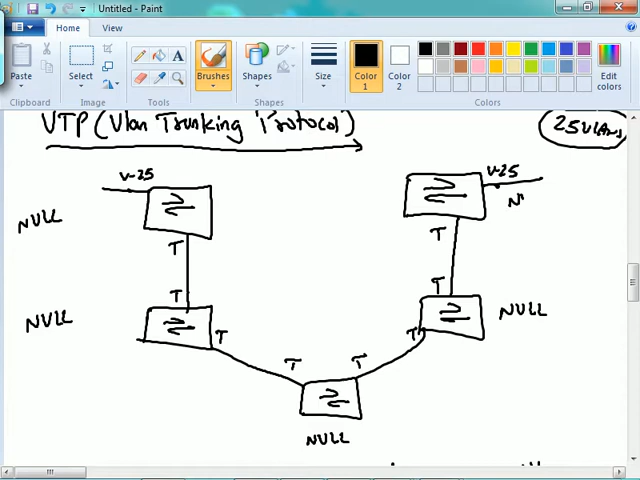 Untitled - Paint
Home View
Paste
Select
Brushes
Shapes
Size
Color 1
Color 2
Edit colors
Clipboard
Image
Tools
Shapes
Colors
VTP (Vlan Trunking Protocol)
25 VLANs
V-25
V-25
N
NULL
T
T
T
T
NULL
NULL
T
T
T
T
NULL